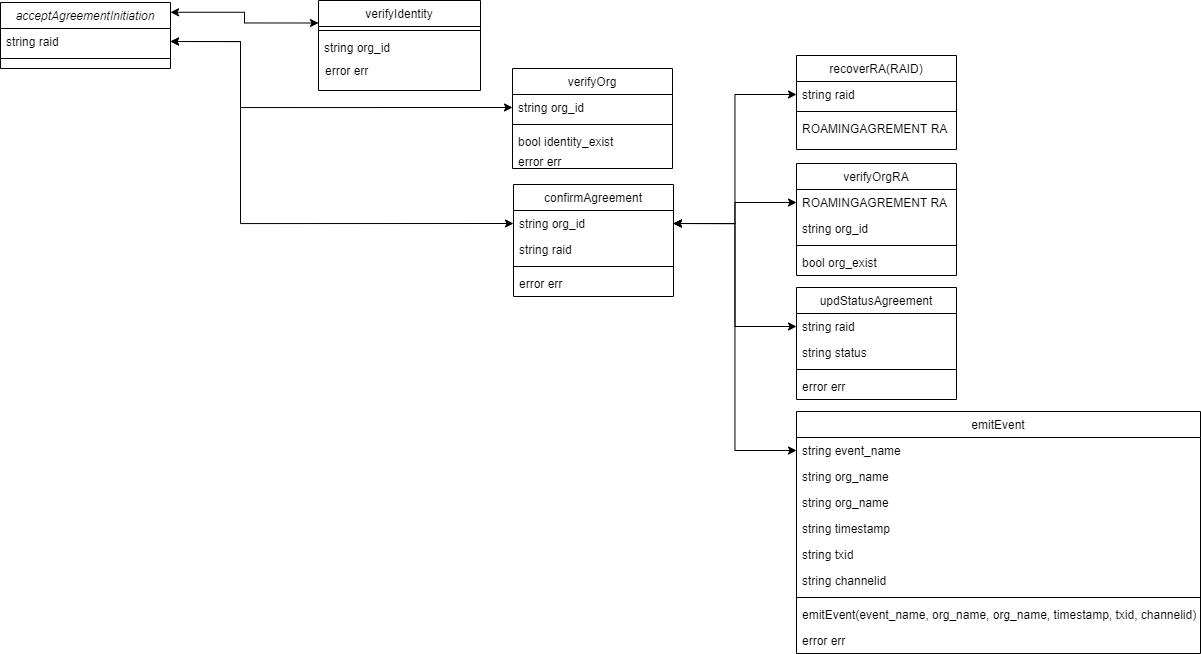 acceptAgreementInitiation
string raid
verifyIdentity
string org_id
error err
verifyOrg
string org_id
bool identity_exist
error err
confirmAgreement
string org_id
string raid
error err
recoverRA(RAID)
string raid
ROAMINGAGREMENT RA
verifyOrgRA
ROAMINGAGREMENT RA
string org_id
bool org_exist
updStatusAgreement
string raid
string status
error err
emitEvent
string event_name
string org_name
string org_name
string timestamp
string txid
string channelid
emitEvent(event_name, org_name, org_name, timestamp, txid, channelid)
error err